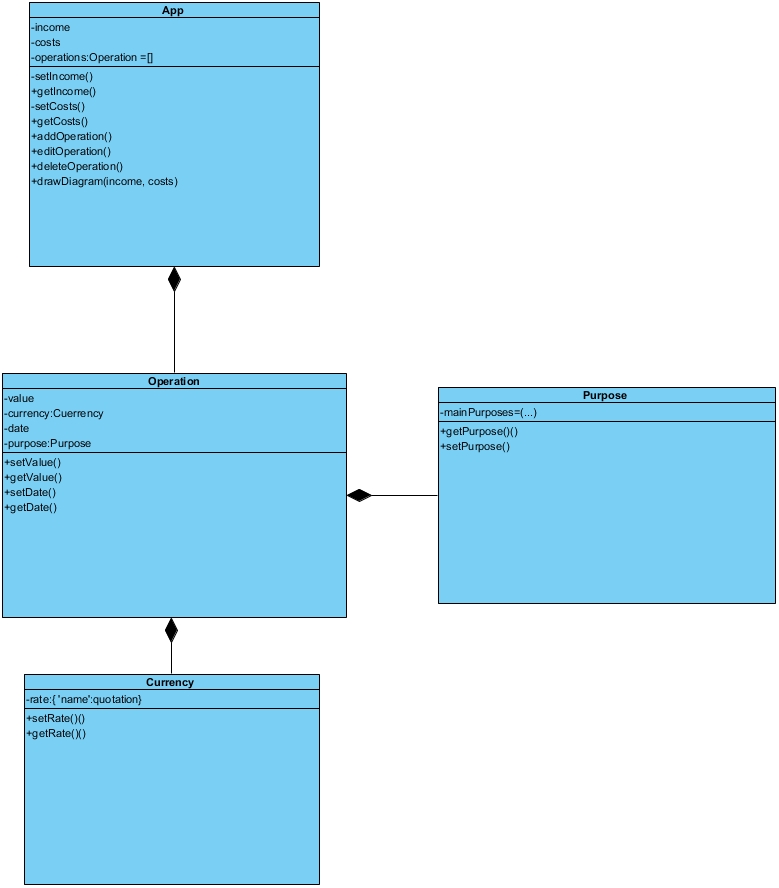 App
-income
-costs
-operations:Operation =[]
-setIncome()
+getIncome()
-setCosts()
+getCosts()
+addOperation()
+editOperation()
+deleteOperation()
+drawDiagram(income, costs)
Operation
-value
-currency:Cuerrency
-date
-purpose:Purpose
+setValue()
+getValue()
+setDate()
+getDate()
Purpose
-mainPurposes=(...)
+getPurpose()()
+setPurpose()
Currency
-rate:{ 'name':quotation}
+setRate()()
+getRate()()